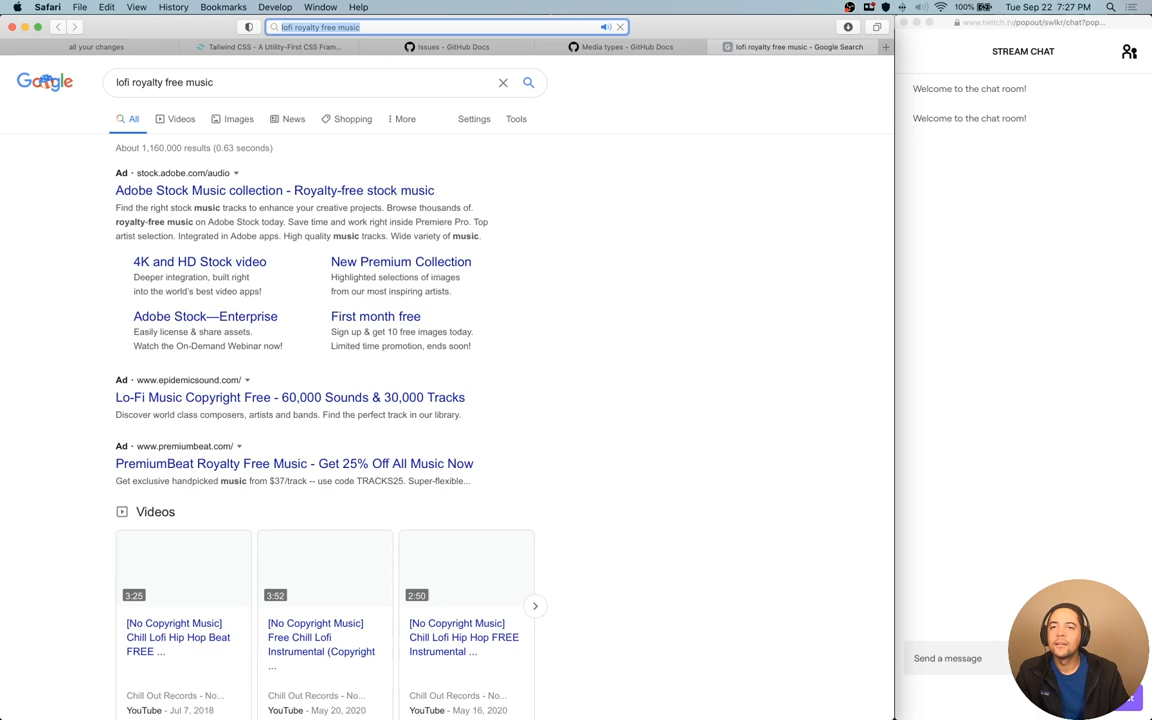 Safari File Edit View History Bookmarks Develop Window Help 100% Tue Sep 22 7:27 PM
lofi royalty free music
www.twitch.tv/popout/swlkr/chat?pop...
all your changes
Tailwind CSS - A Utility-First CSS Fram...
Issues - GitHub Docs
Media types - GitHub Docs
lofi royalty free music - Google Search
STREAM CHAT
Welcome to the chat room!
Welcome to the chat room!
Google
lofi royalty free music
All Videos Images News Shopping More Settings Tools
About 1,160,000 results (0.63 seconds)
Ad · stock.adobe.com/audio
Adobe Stock Music collection - Royalty-free stock music
Find the right stock music tracks to enhance your creative projects. Browse thousands of.
royalty-free music on Adobe Stock today. Save time and work right inside Premiere Pro. Top
artist selection. Integrated in Adobe apps. High quality music tracks. Wide variety of music.
4K and HD Stock video
Deeper integration, built right
into the world's best video apps!
New Premium Collection
Highlighted selections of images
from our most inspiring artists.
Adobe Stock—Enterprise
Easily license & share assets.
Watch the On-Demand Webinar now!
First month free
Sign up & get 10 free images today.
Limited time promotion, ends soon!
Ad · www.epidemicsound.com/
Lo-Fi Music Copyright Free - 60,000 Sounds & 30,000 Tracks
Discover world class composers, artists and bands. Find the perfect track in our library.
Ad · www.premiumbeat.com/
PremiumBeat Royalty Free Music - Get 25% Off All Music Now
Get exclusive handpicked music from $37/track -- use code TRACKS25. Super-flexible...
Videos
3:25
[No Copyright Music]
Chill Lofi Hip Hop Beat
FREE ...
Chill Out Records - No...
YouTube - Jul 7, 2018
3:52
[No Copyright Music]
Free Chill Lofi
Instrumental (Copyright
...
Chill Out Records - No...
YouTube - May 20, 2020
2:50
[No Copyright Music]
Chill Lofi Hip Hop FREE
Instrumental ...
Chill Out Records - No...
YouTube - May 16, 2020
Send a message